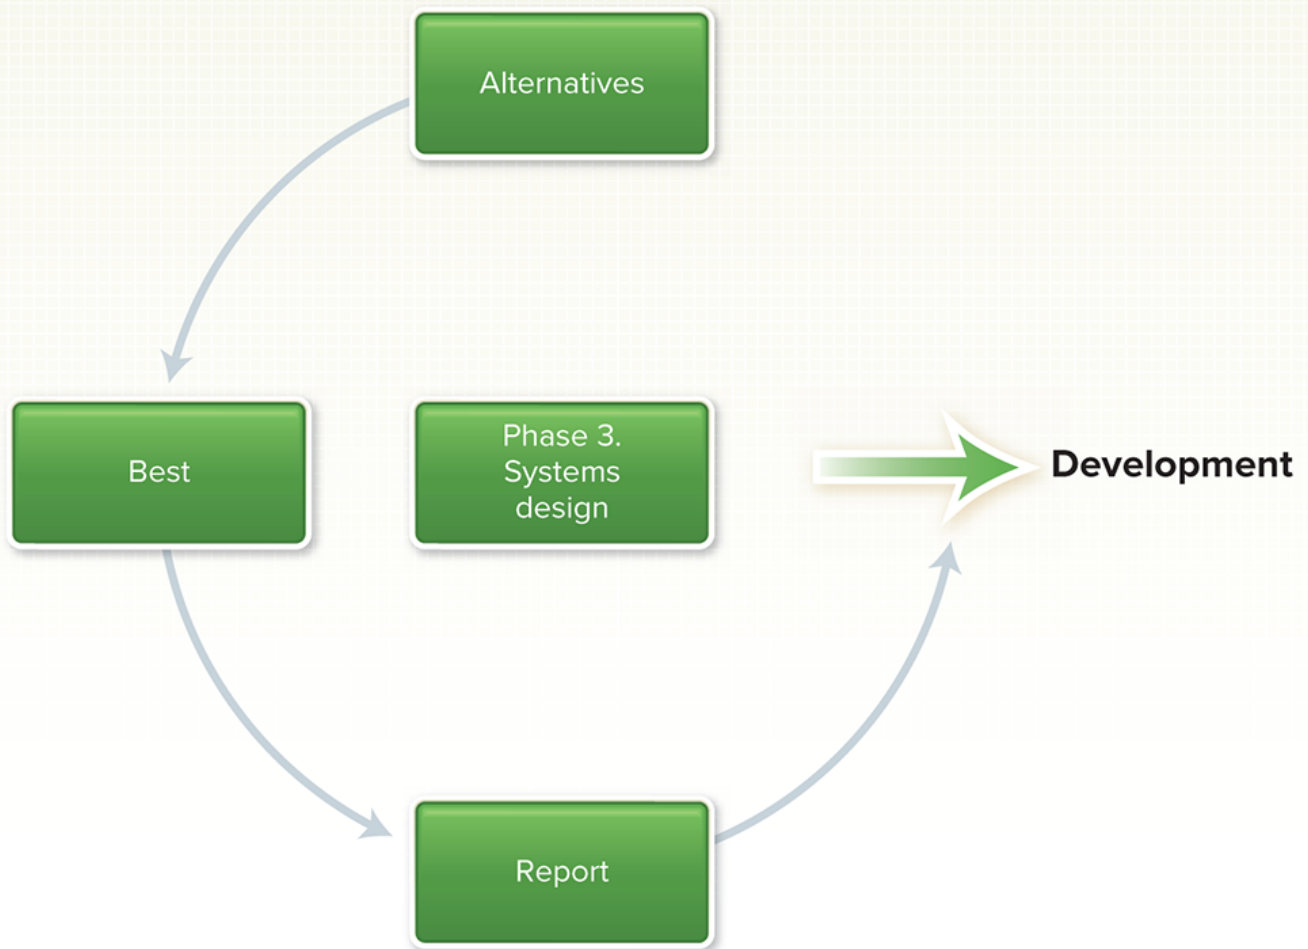 Alternatives
Best
Phase 3.
Systems
design
Development
Report